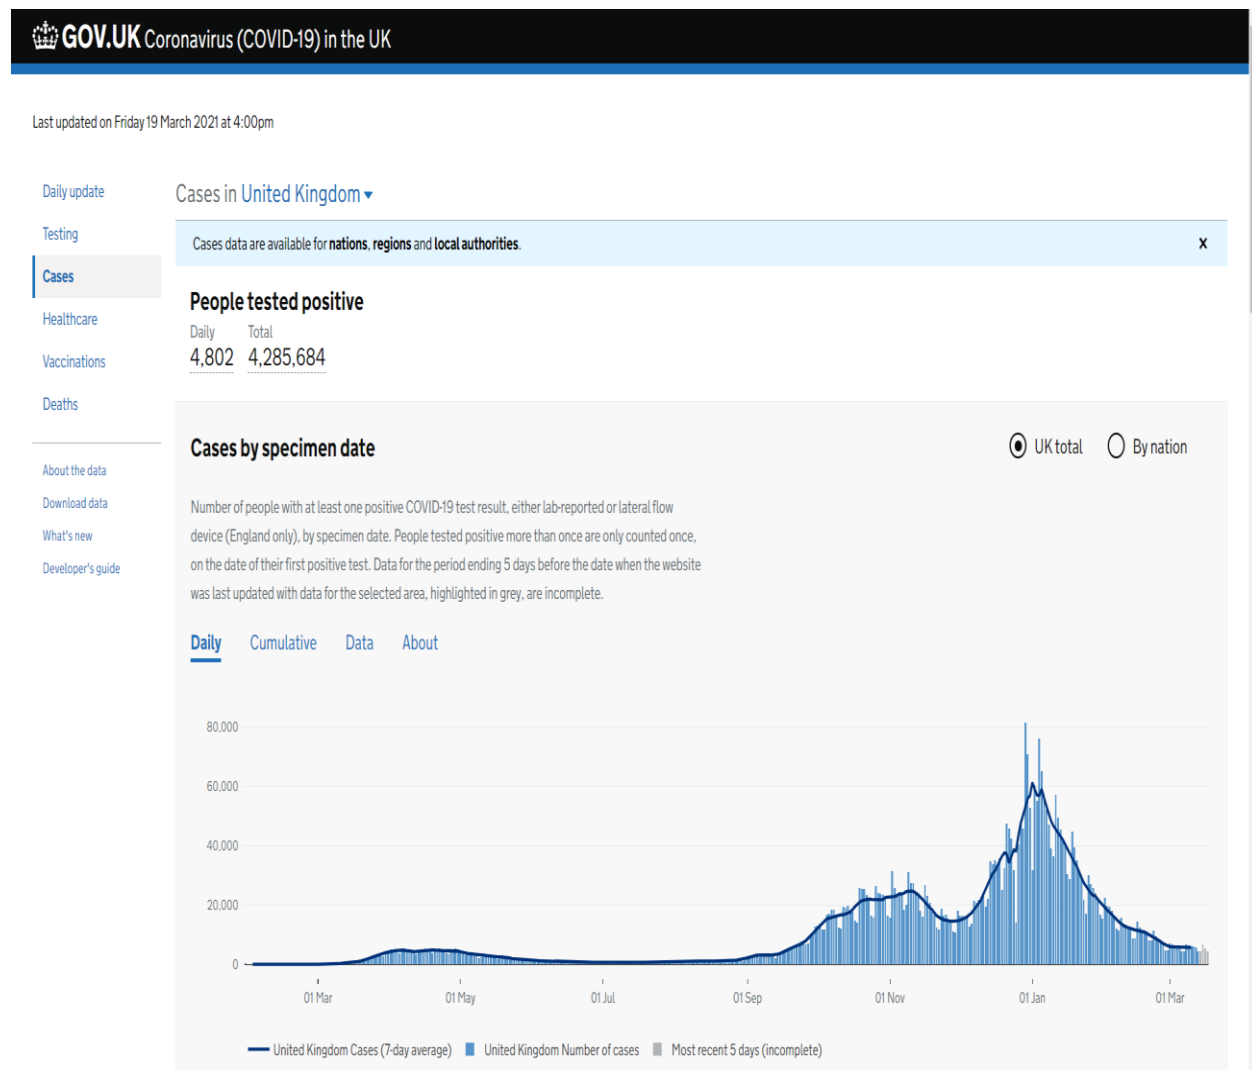 GOV.UK Coronavirus (COVID-19) in the UK
Last updated on Friday 19 March 2021 at 4:00pm
Daily update
Testing
Cases
Healthcare
Vaccinations
Deaths
About the data
Download data
What's new
Developer's guide
Cases in United Kingdom
Cases data are available for nations, regions and local authorities.
x
People tested positive
Daily Total
4,802 4,285,684
Cases by specimen date
UK total By nation
Number of people with at least one positive COVID-19 test result, either lab-reported or lateral flow
device (England only), by specimen date. People tested positive more than once are only counted once,
on the date of their first positive test. Data for the period ending 5 days before the date when the website
was last updated with data for the selected area, highlighted in grey, are incomplete.
Daily Cumulative Data About
80,000
60,000
40,000
20,000
0
01 Mar 01 May 01 Jul 01 Sep 01 Nov 01 Jan 01 Mar
United Kingdom Cases (7-day average) United Kingdom Number of cases Most recent 5 days (incomplete)